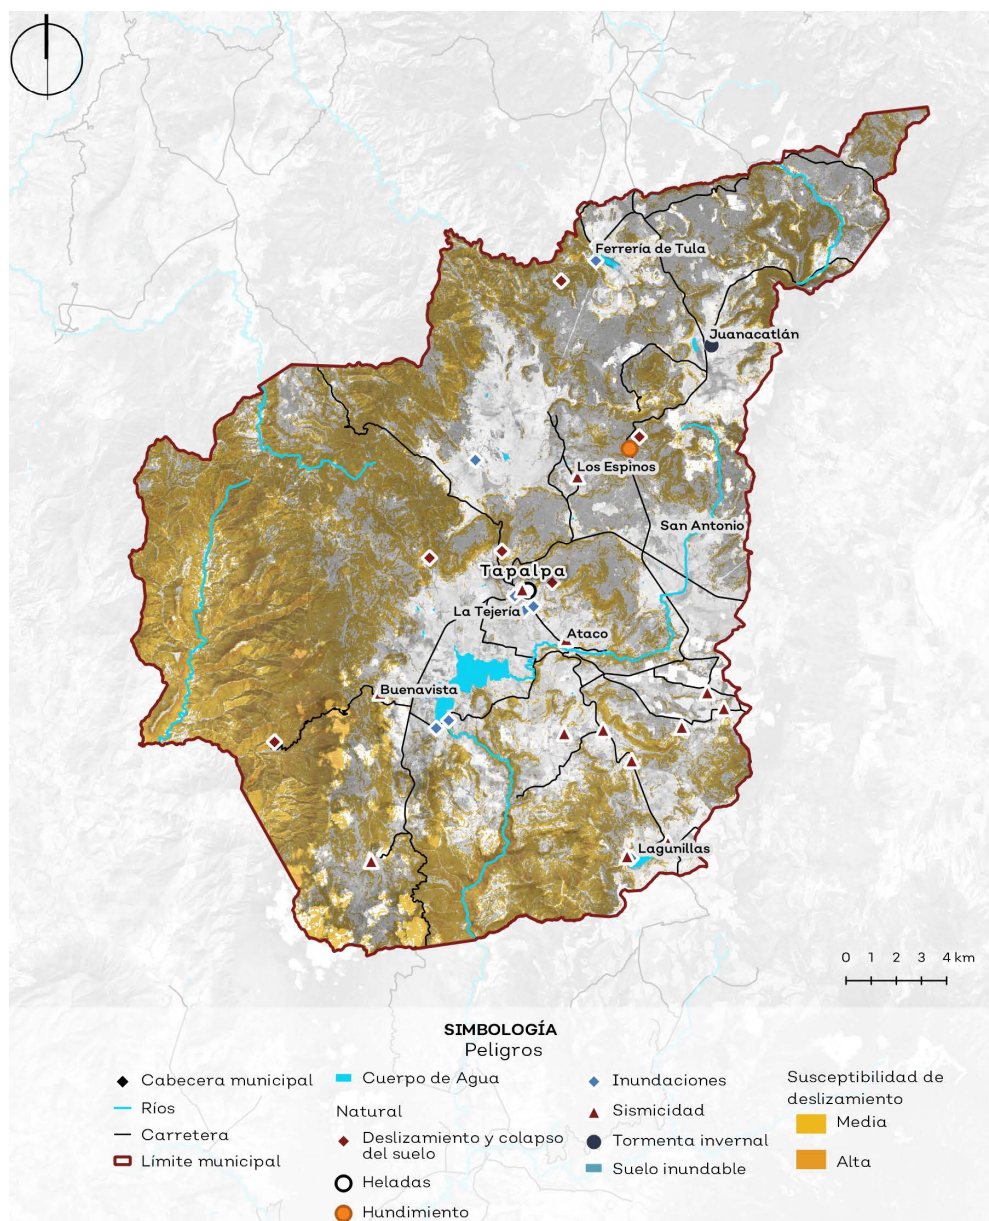 Ferrería de Tula
Juanacatlán
Los Espinos
San Antonio
Tapalpa
La Tejería
Ataco
Buenavista
Lagunillas
0 1 2 3 4 km
SIMBOLOGÍA
Peligros
Cabecera municipal
Ríos
Carretera
Límite municipal
Cuerpo de Agua
Natural
Deslizamiento y colapso
del suelo
Heladas
Hundimiento
Inundaciones
Sismicidad
Tormenta invernal
Suelo inundable
Susceptibilidad de
deslizamiento
Media
Alta